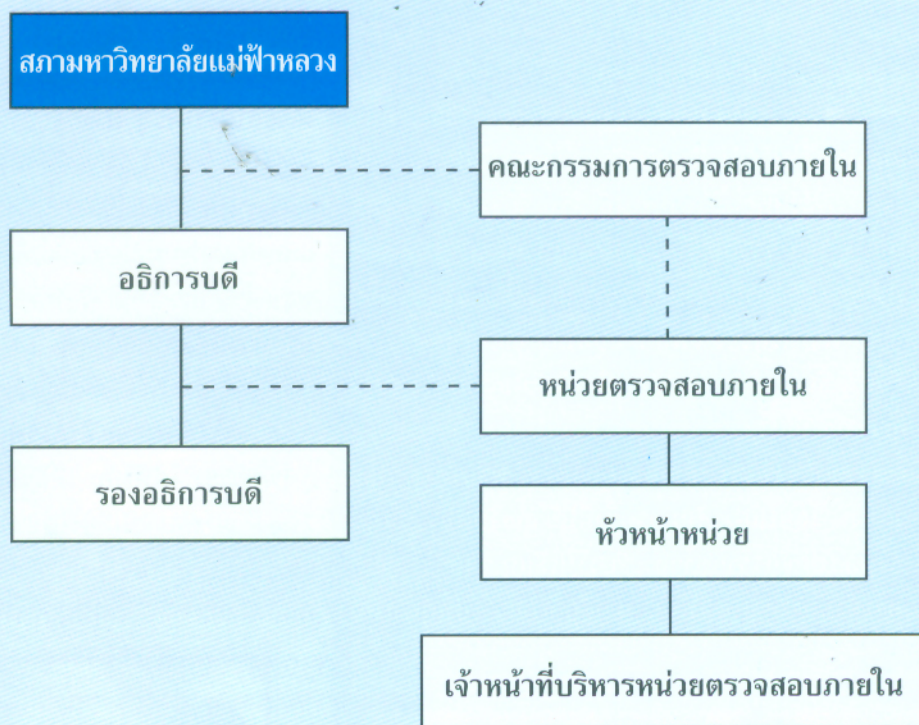 สภามหาวิทยาลัยแม่ฟ้าหลวง
คณะกรรมการตรวจสอบภายใน
อธิการบดี
หน่วยตรวจสอบภายใน
รองอธิการบดี
หัวหน้าหน่วย
เจ้าหน้าที่บริหารหน่วยตรวจสอบภายใน